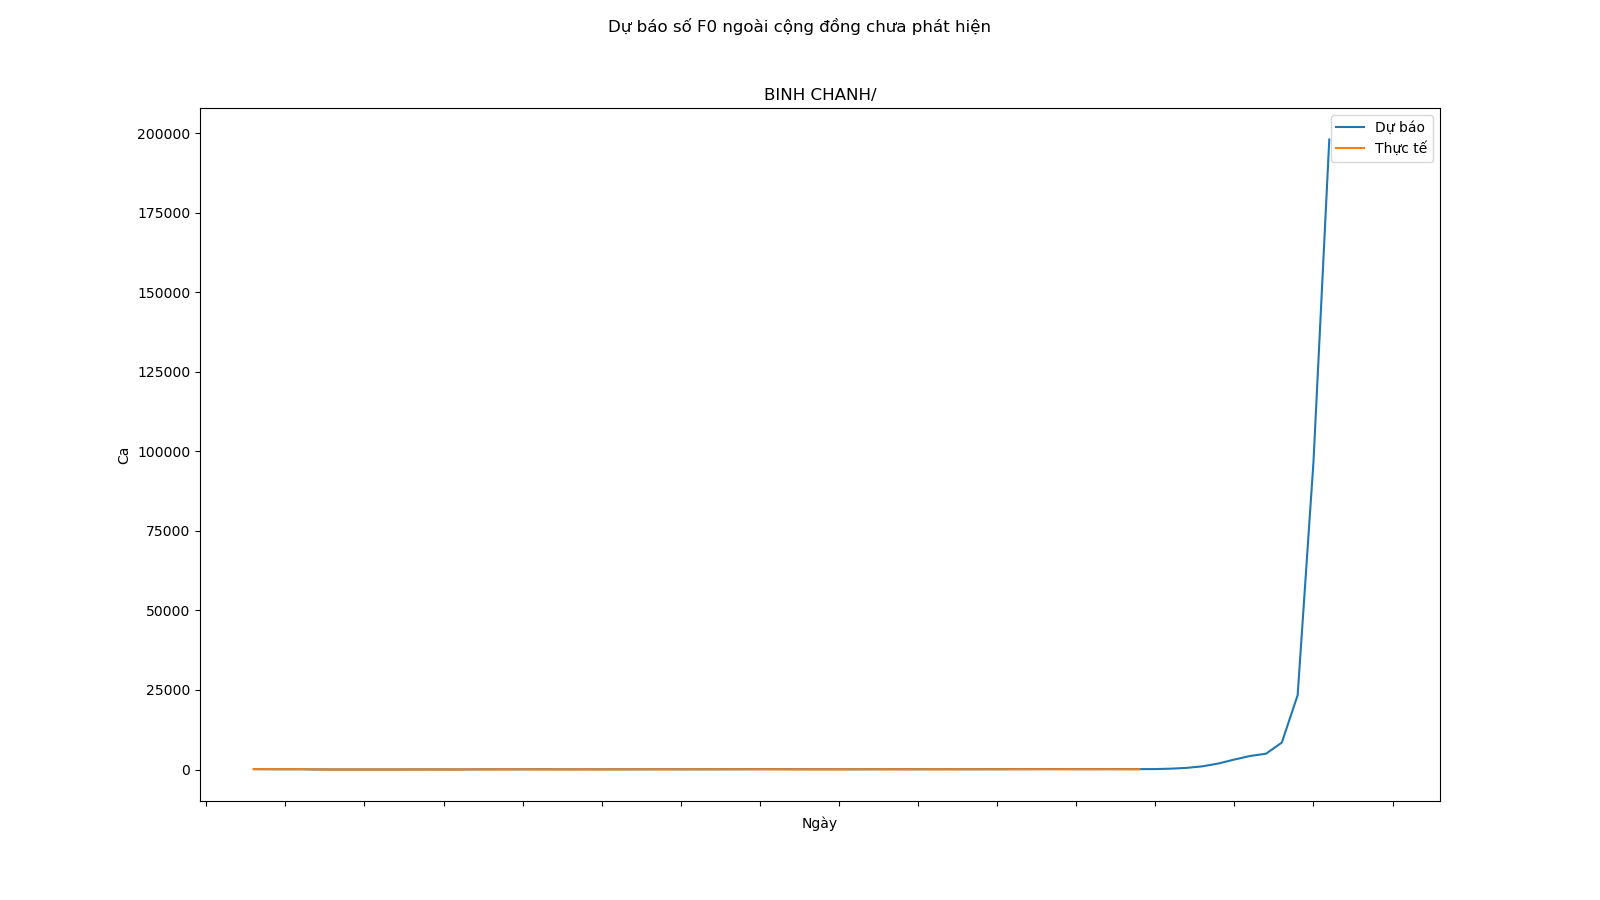 Dự báo số F0 ngoài cộng đồng chưa phát hiện
BINH CHANH/
Dự báo
Thực tế
200000
175000
150000
125000
100000
75000
50000
25000
0
Ca
Ngày